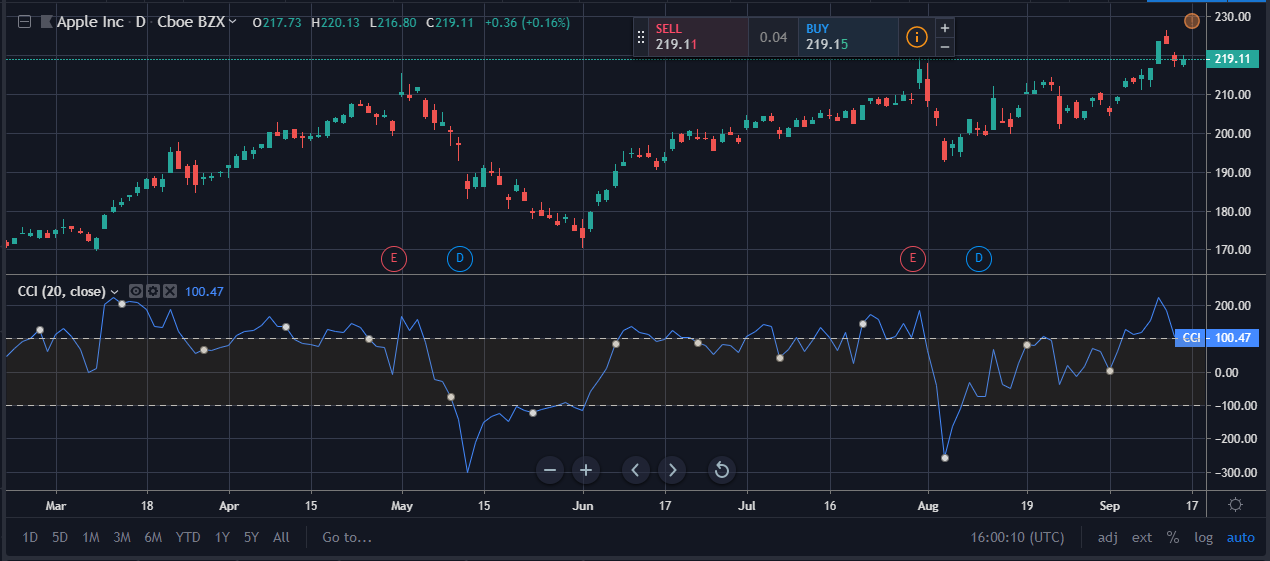 Apple Inc · D · Cboe BZX O217.73 H220.13 L216.80 C219.11 +0.36 (+0.16%)
SELL
219.11
0.04
BUY
219.15
i
+
−
230.00
219.11
210.00
200.00
190.00
180.00
170.00
E D E D
CCI (20, close) 100.47
200.00
CCI 100.47
0.00
−100.00
−200.00
−300.00
Mar 18 Apr 15 May 15 Jun 17 Jul 16 Aug 19 Sep 17
1D 5D 1M 3M 6M YTD 1Y 5Y All Go to... 16:00:10 (UTC) adj ext % log auto